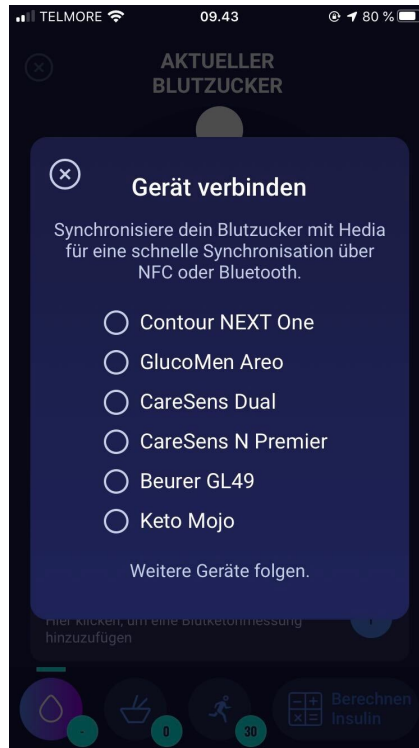 TELMORE 09.43 80 %
AKTUELLER
BLUTZUCKER
Gerät verbinden
Synchronisiere dein Blutzucker mit Hedia
für eine schnelle Synchronisation über
NFC oder Bluetooth.
Contour NEXT One
GlucoMen Areo
CareSens Dual
CareSens N Premier
Beurer GL49
Keto Mojo
Weitere Geräte folgen.
Hier klicken, um eine Blutketonmessung
hinzuzufügen
- 0 30
Berechnen
Insulin